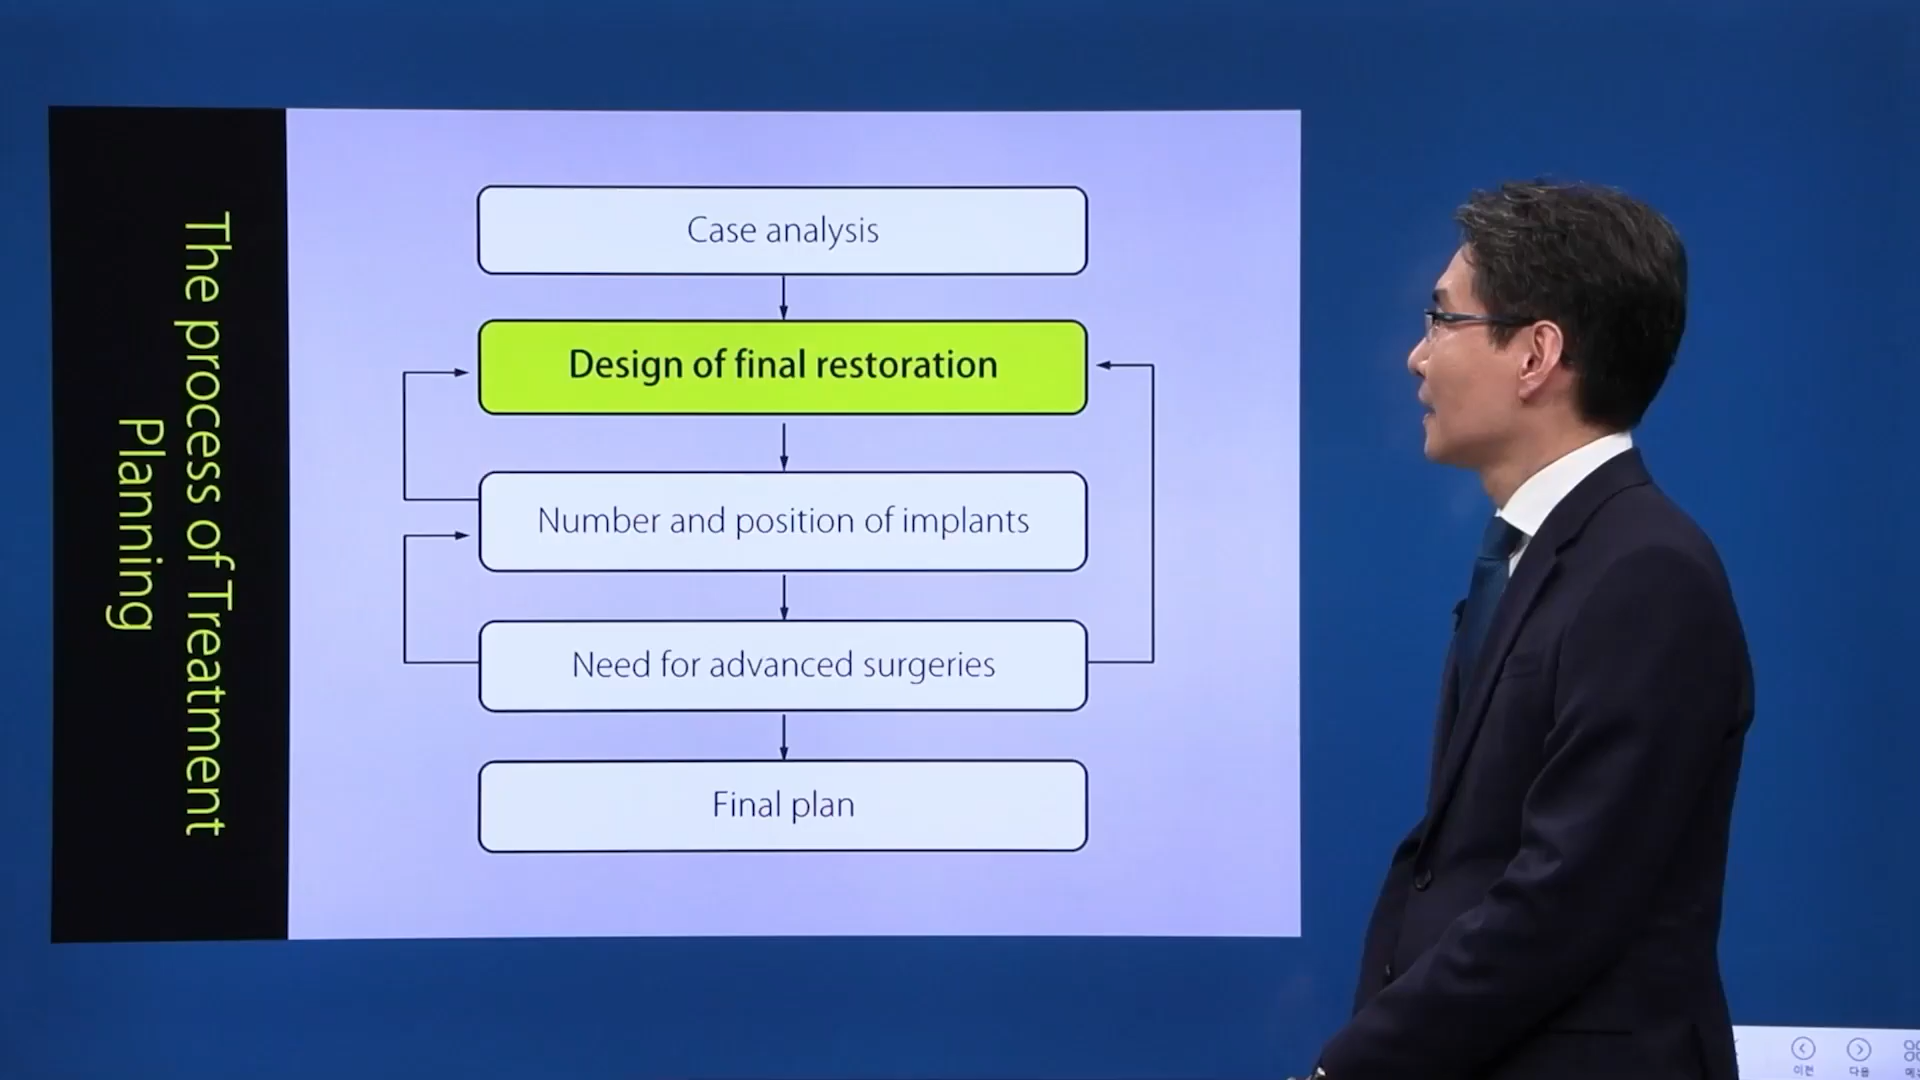 The process of Treatment
Planning
Case analysis
Design of final restoration
Number and position of implants
Need for advanced surgeries
Final plan
이전
다음